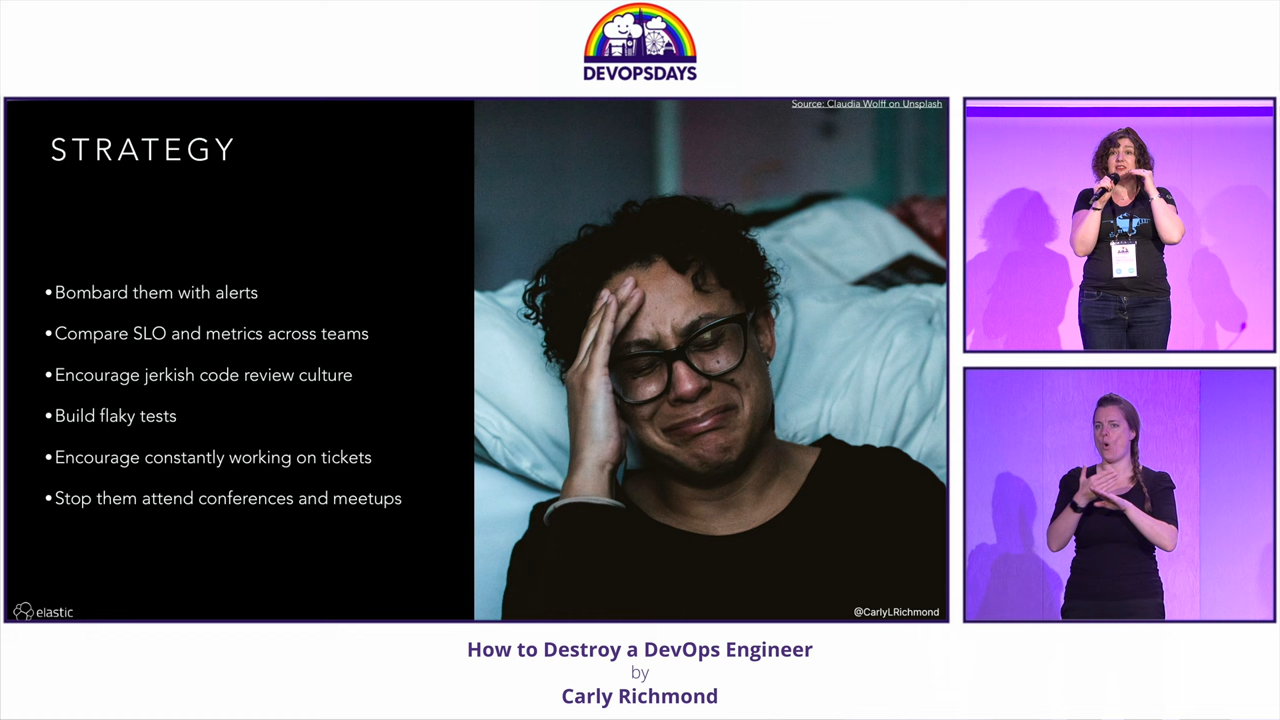 DEVOPSDAYS
Source: Claudia Wolff on Unsplash
STRATEGY
•Bombard them with alerts
•Compare SLO and metrics across teams
•Encourage jerkish code review culture
•Build flaky tests
•Encourage constantly working on tickets
•Stop them attend conferences and meetups
elastic
@CarlyLRichmond
How to Destroy a DevOps Engineer
by
Carly Richmond